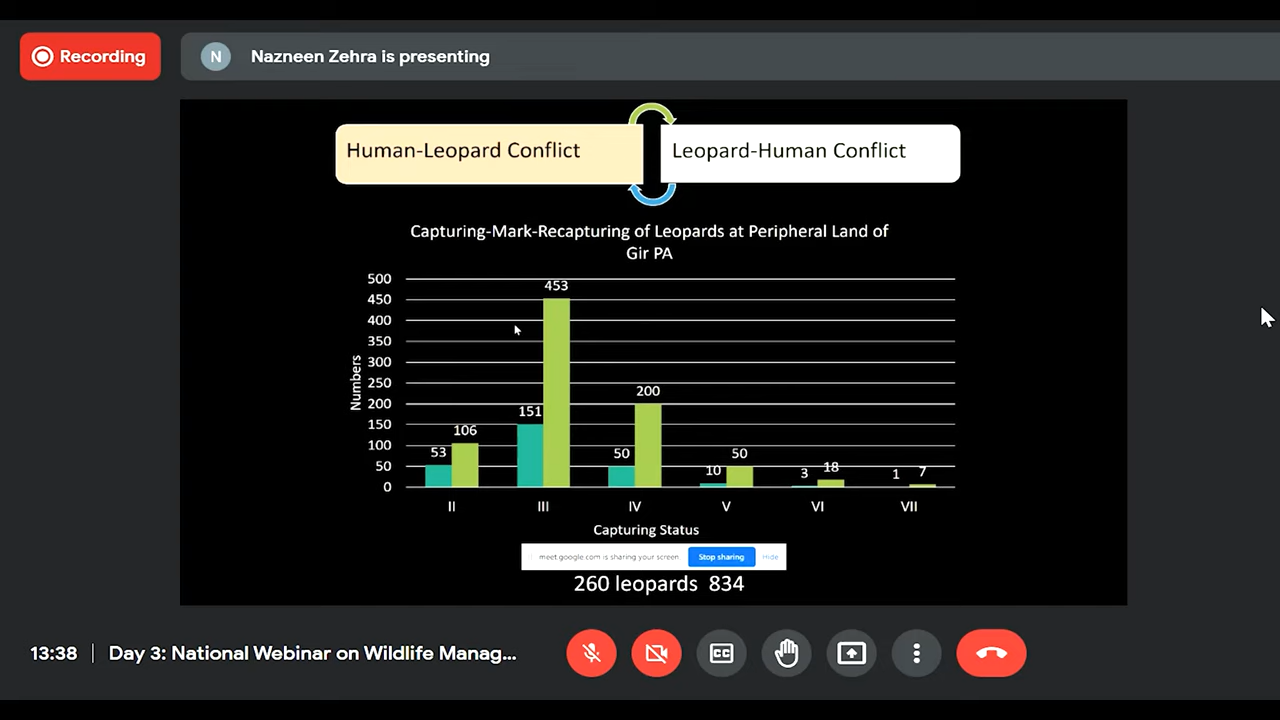 Recording
N
Nazneen Zehra is presenting
Human-Leopard Conflict
Leopard-Human Conflict
Capturing-Mark-Recapturing of Leopards at Peripheral Land of
Gir PA
500
450
400
350
300
250
200
150
100
50
0
Numbers
53
106
151
453
50
200
10
50
3
18
1
7
II
III
IV
V
VI
VII
Capturing Status
meet.google.com is sharing your screen
Stop sharing
Hide
260 leopards 834
13:38
Day 3: National Webinar on Wildlife Manag...
CC